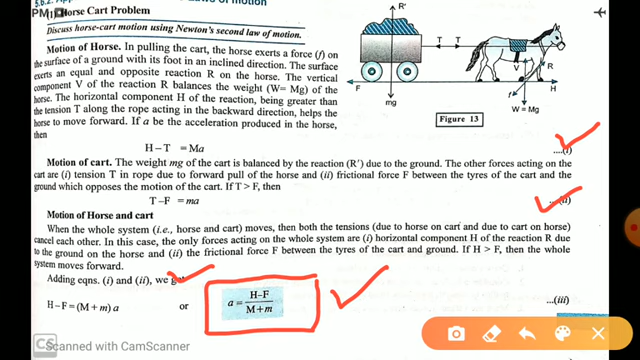 Laws of motion
PM | Horse Cart Problem
Discuss horse-cart motion using Newton's second law of motion.
Motion of Horse. In pulling the cart, the horse exerts a force (f) on
the surface of a ground with its foot in an inclined direction. The surface
exerts an equal and opposite reaction R on the horse. The vertical
component V of the reaction R balances the weight (W= Mg) of the
horse. The horizontal component H of the reaction, being greater than
the tension T along the rope acting in the backward direction, helps the
horse to move forward. If a be the acceleration produced in the horse,
then
R'
T T
V
R
F
H
f
mg
W = Mg
Figure 13
H – T = Ma ....(i)
Motion of cart. The weight mg of the cart is balanced by the reaction (R') due to the ground. The other forces acting on the
cart are (i) tension T in rope due to forward pull of the horse and (ii) frictional force F between the tyres of the cart and the
ground which opposes the motion of the cart. If T > F, then
T – F = ma ....(ii)
Motion of Horse and cart
When the whole system (i.e., horse and cart) moves, then both the tensions (due to horse on cart and due to cart on horse)
cancel each other. In this case, the only forces acting on the whole system are (i) horizontal component H of the reaction R due
to the ground on the horse and (ii) the frictional force F between the tyres of the cart and ground. If H > F, then the whole
system moves forward.
Adding eqns. (i) and (ii), we get
H – F = (M + m) a or a = H–F / M+m ...(iii)
CS Scanned with CamScanner